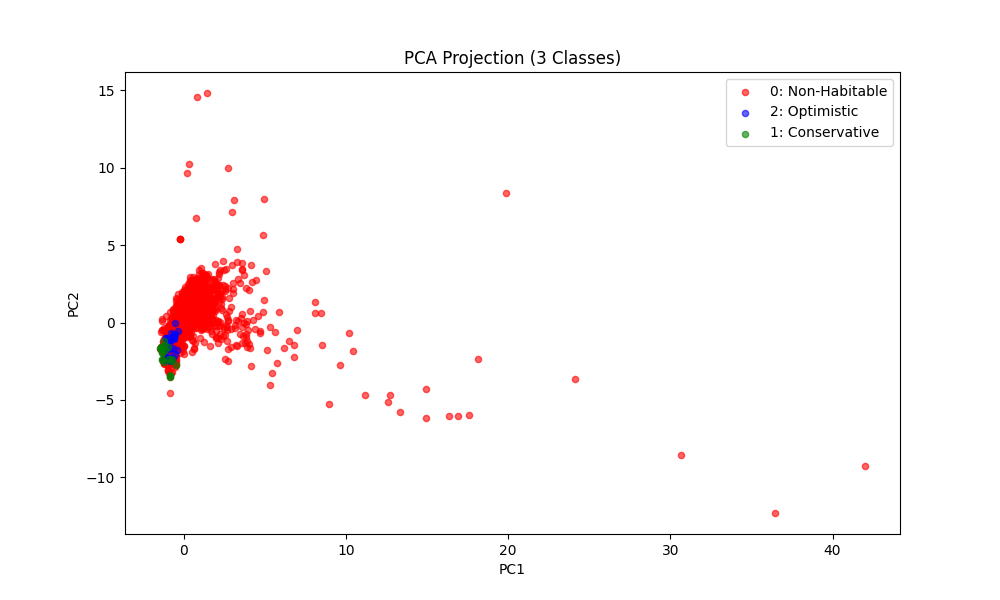 PCA Projection (3 Classes)
0: Non-Habitable
2: Optimistic
1: Conservative
PC2
15
10
5
0
−5
−10
0 10 20 30 40
PC1